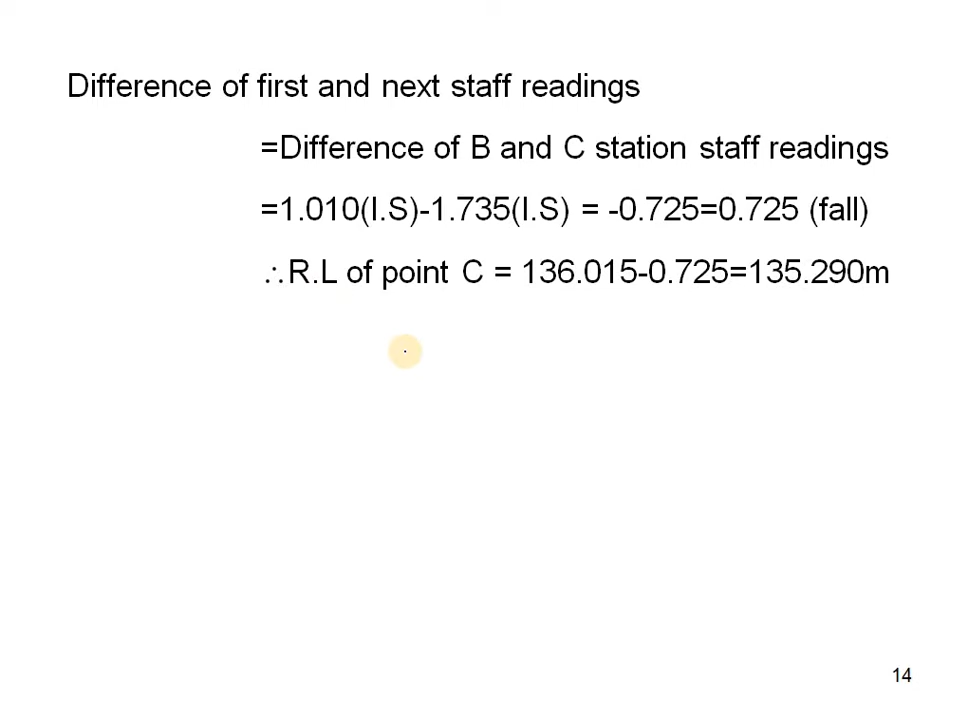 Difference of first and next staff readings
=Difference of B and C station staff readings
=1.010(I.S)-1.735(I.S) = -0.725=0.725 (fall)
∴R.L of point C = 136.015-0.725=135.290m
14